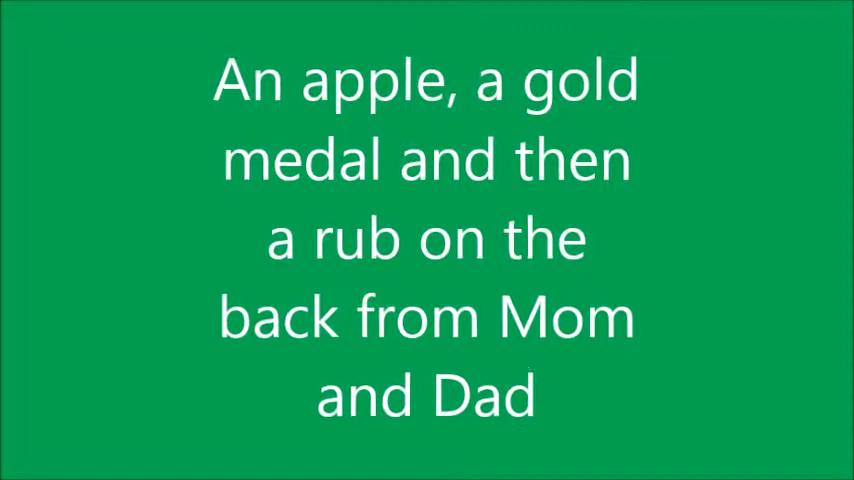 An apple, a gold
medal and then
a rub on the
back from Mom
and Dad